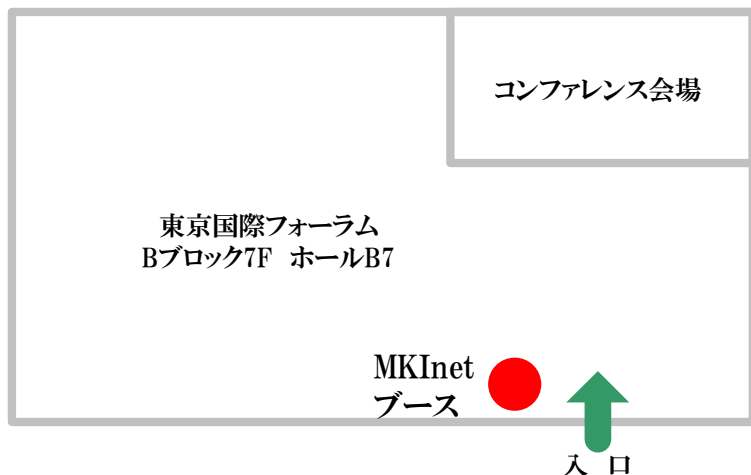 コンファレンス会場
東京国際フォーラム
Bブロック7F　ホールB7
MKInet
ブース
入　口